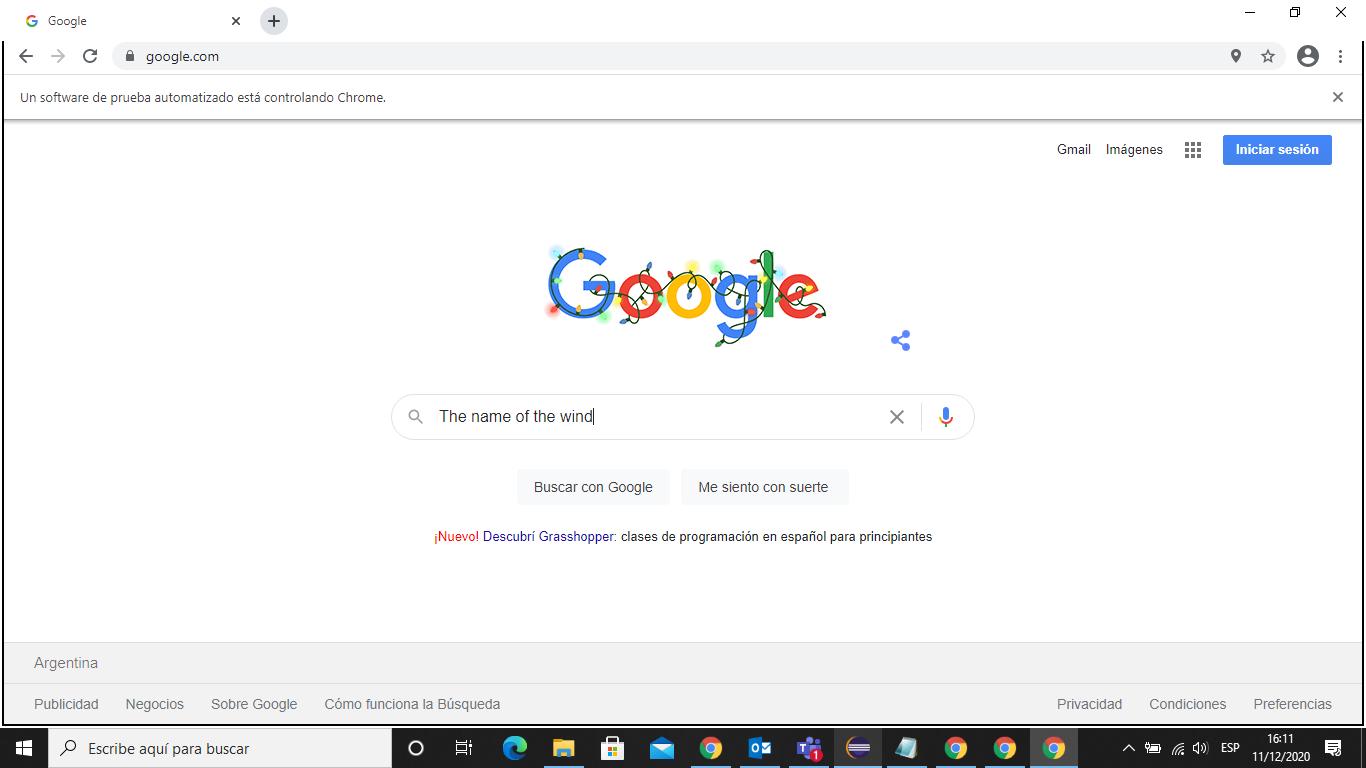 Google
google.com
Un software de prueba automatizado está controlando Chrome.
Gmail Imágenes Iniciar sesión
Google
The name of the wind
Buscar con Google Me siento con suerte
¡Nuevo! Descubrí Grasshopper: clases de programación en español para principiantes
Argentina
Publicidad Negocios Sobre Google Cómo funciona la Búsqueda Privacidad Condiciones Preferencias
Escribe aquí para buscar 1 ESP 16:11
11/12/2020